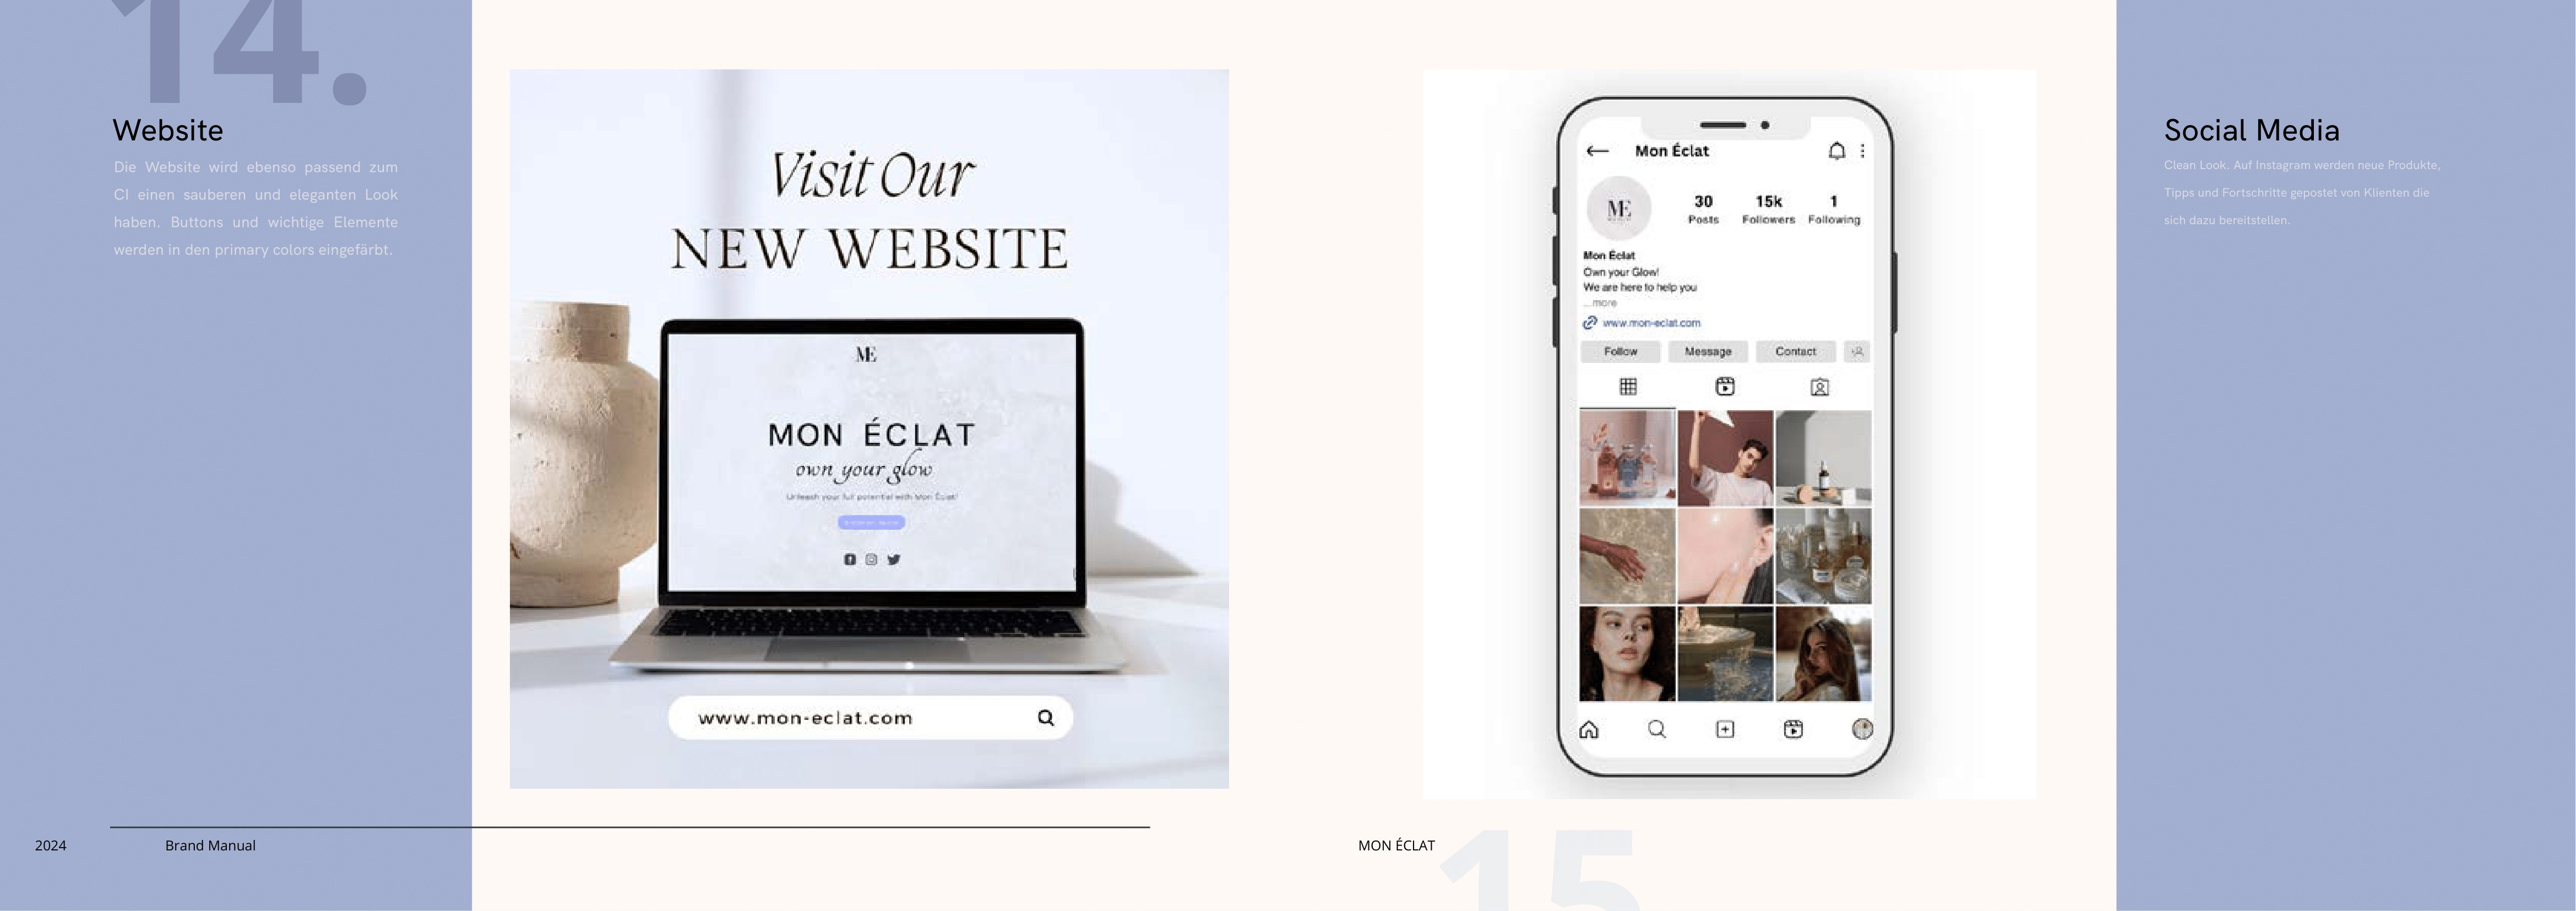 14.
Website
Die Website wird ebenso passend zum
CI einen sauberen und eleganten Look
haben. Buttons und wichtige Elemente
werden in den primary colors eingefärbt.
Visit Our
NEW WEBSITE
ME
MON ÉCLAT
own your glow
Unleash your full potential with Mon Éclat!
www.mon-eclat.com
2024
Brand Manual
Mon Éclat
ME
30
15k
1
Posts
Followers
Following
Mon Éclat
Own your Glow!
We are here to help you
...more
www.mon-eclat.com
Follow
Message
Contact
MON ÉCLAT
15
Social Media
Clean Look. Auf Instagram werden neue Produkte,
Tipps und Fortschritte gepostet von Klienten die
sich dazu bereitstellen.